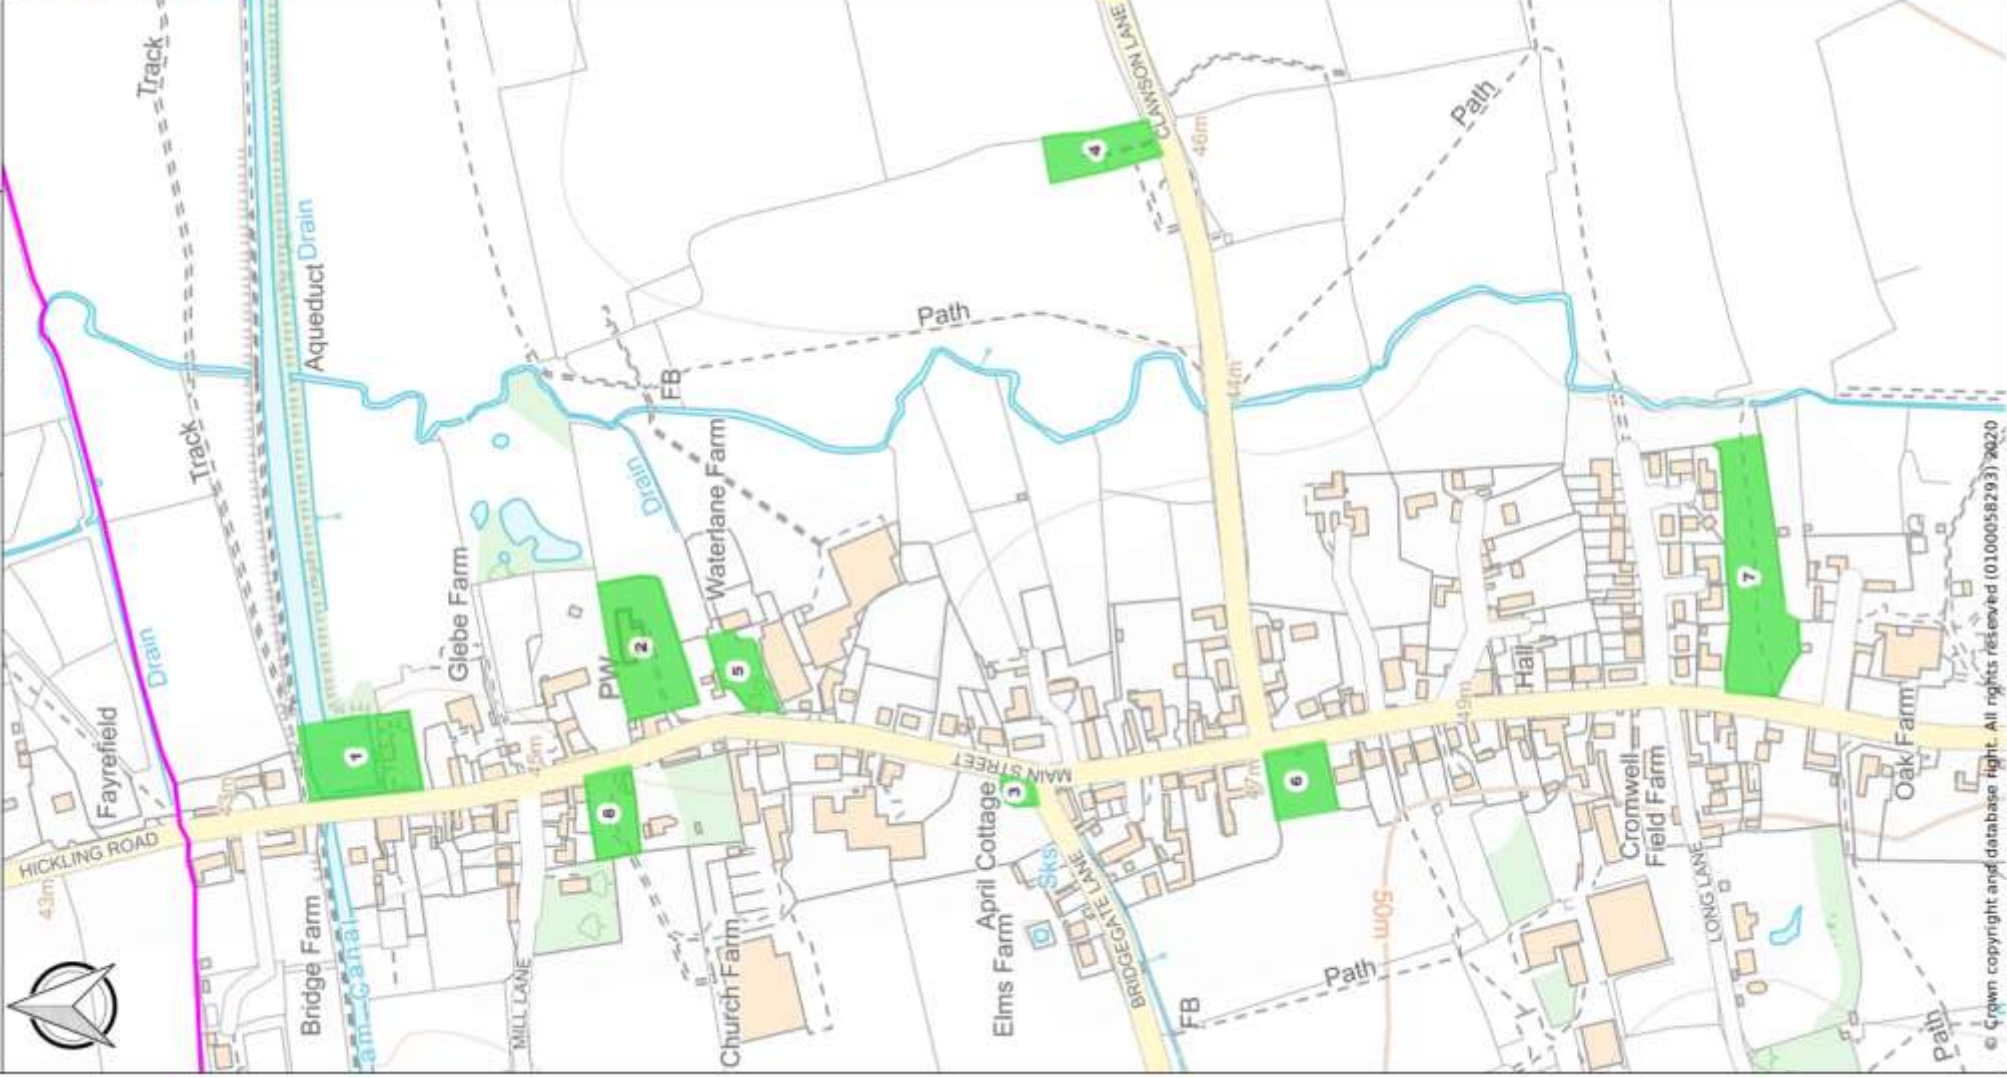 Track
Track
Drain
Aqueduct
Drain
Fayrefield
HICKLING ROAD
43m
Bridge Farm
Glebe Farm
PW
Drain
Waterlane Farm
FB
Path
CLAWSON LANE
46m
Path
44m
MILL LANE
Church Farm
MAIN STREET
April Cottage
Elms Farm
BRIDGEGATE LANE
FB
Path
50m
47m
49m
Hall
Cromwell
Field Farm
LONG LANE
Oak Farm
Path
1
2
3
4
5
6
7
8
© Crown copyright and database right. All rights reserved (0100058293) 2020